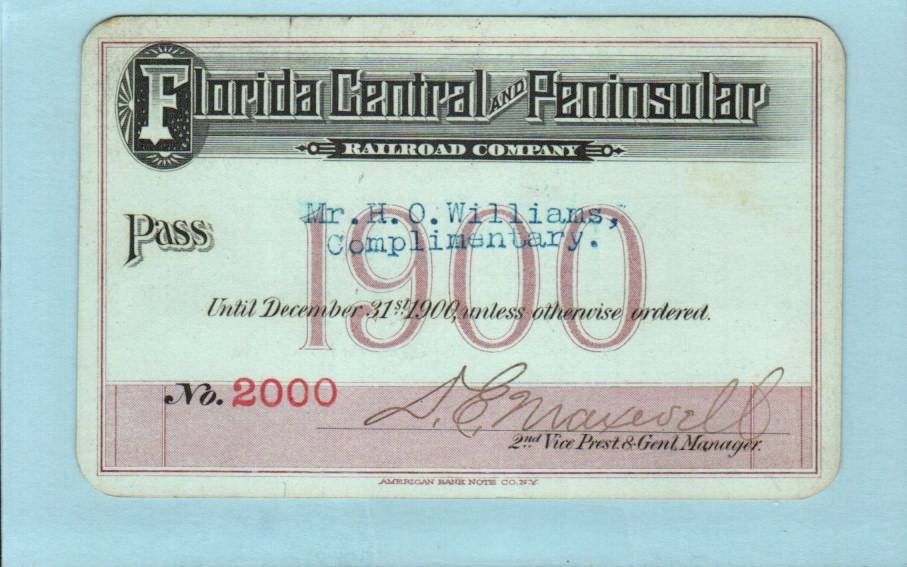 Florida Central AND Peninsular
RAILROAD COMPANY
Pass
Mr. H. O. Williams,
Complimentary.
1900
Until December 31st 1900, unless otherwise ordered.
No. 2000
D. E. Maxwell
2nd Vice Prest. & Genl. Manager.
AMERICAN BANK NOTE CO. N.Y.